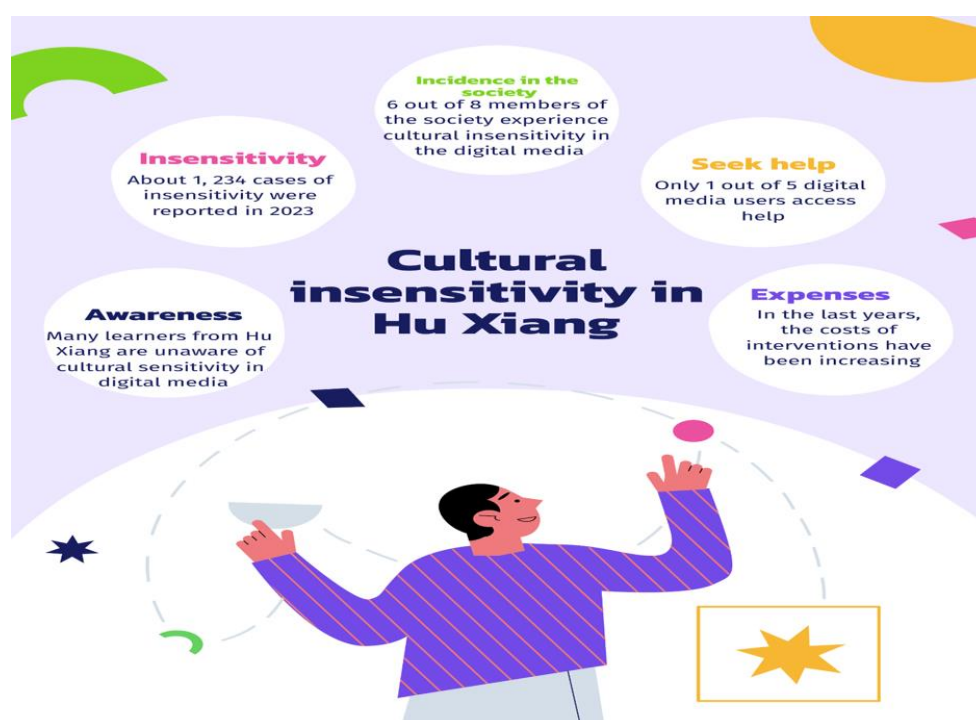 Incidence in the
society
6 out of 8 members of
the society experience
cultural insensitivity in
the digital media
Insensitivity
About 1, 234 cases of
insensitivity were
reported in 2023
Seek help
Only 1 out of 5 digital
media users access
help
Cultural
insensitivity in
Hu Xiang
Awareness
Many learners from Hu
Xiang are unaware of
cultural sensitivity in
digital media
Expenses
In the last years,
the costs of
interventions have
been increasing